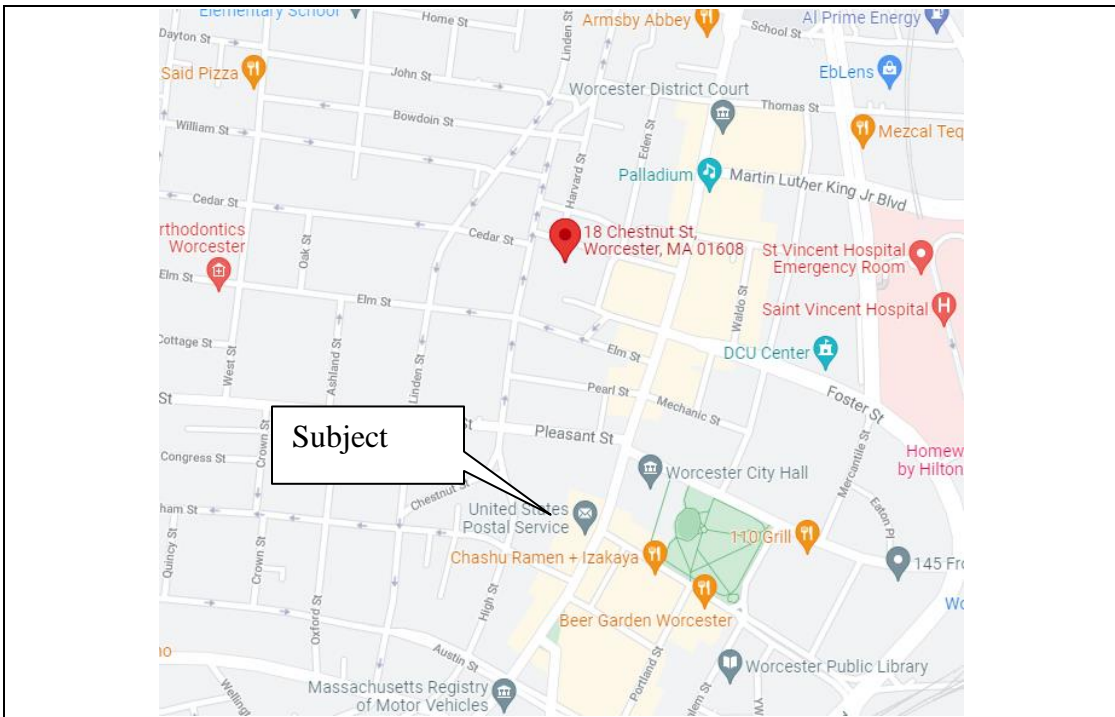 Elementary School
Home St
Linden St
Armsby Abbey
Al Prime Energy
School St
Dayton St
Said Pizza
John St
EbLens
Worcester District Court
Thomas St
Bowdoin St
William St
Eden St
Mezcal Teq
Harvard St
Palladium
Martin Luther King Jr Blvd
Cedar St
rthodontics
Worcester
Oak St
Cedar St
18 Chestnut St,
Worcester, MA 01608
St Vincent Hospital
Emergency Room
Elm St
Elm St
Waldo St
Saint Vincent Hospital
H
Cottage St
West St
Ashland St
Linden St
Elm St
DCU Center
Pearl St
Foster St
Mechanic St
St
Subject
St
Pleasant St
Crown St
Congress St
Worcester City Hall
Mercantile St
Homew
by Hilton
Chestnut St
United States
Postal Service
Eaton Pl
ham St
110 Grill
Quincy St
Crown St
Chashu Ramen + Izakaya
145 Fro
Oxford St
High St
Beer Garden Worcester
Wo
no
Austin St
Portland St
Worcester Public Library
Massachusetts Registry
of Motor Vehicles
Wellin
lem St
YW